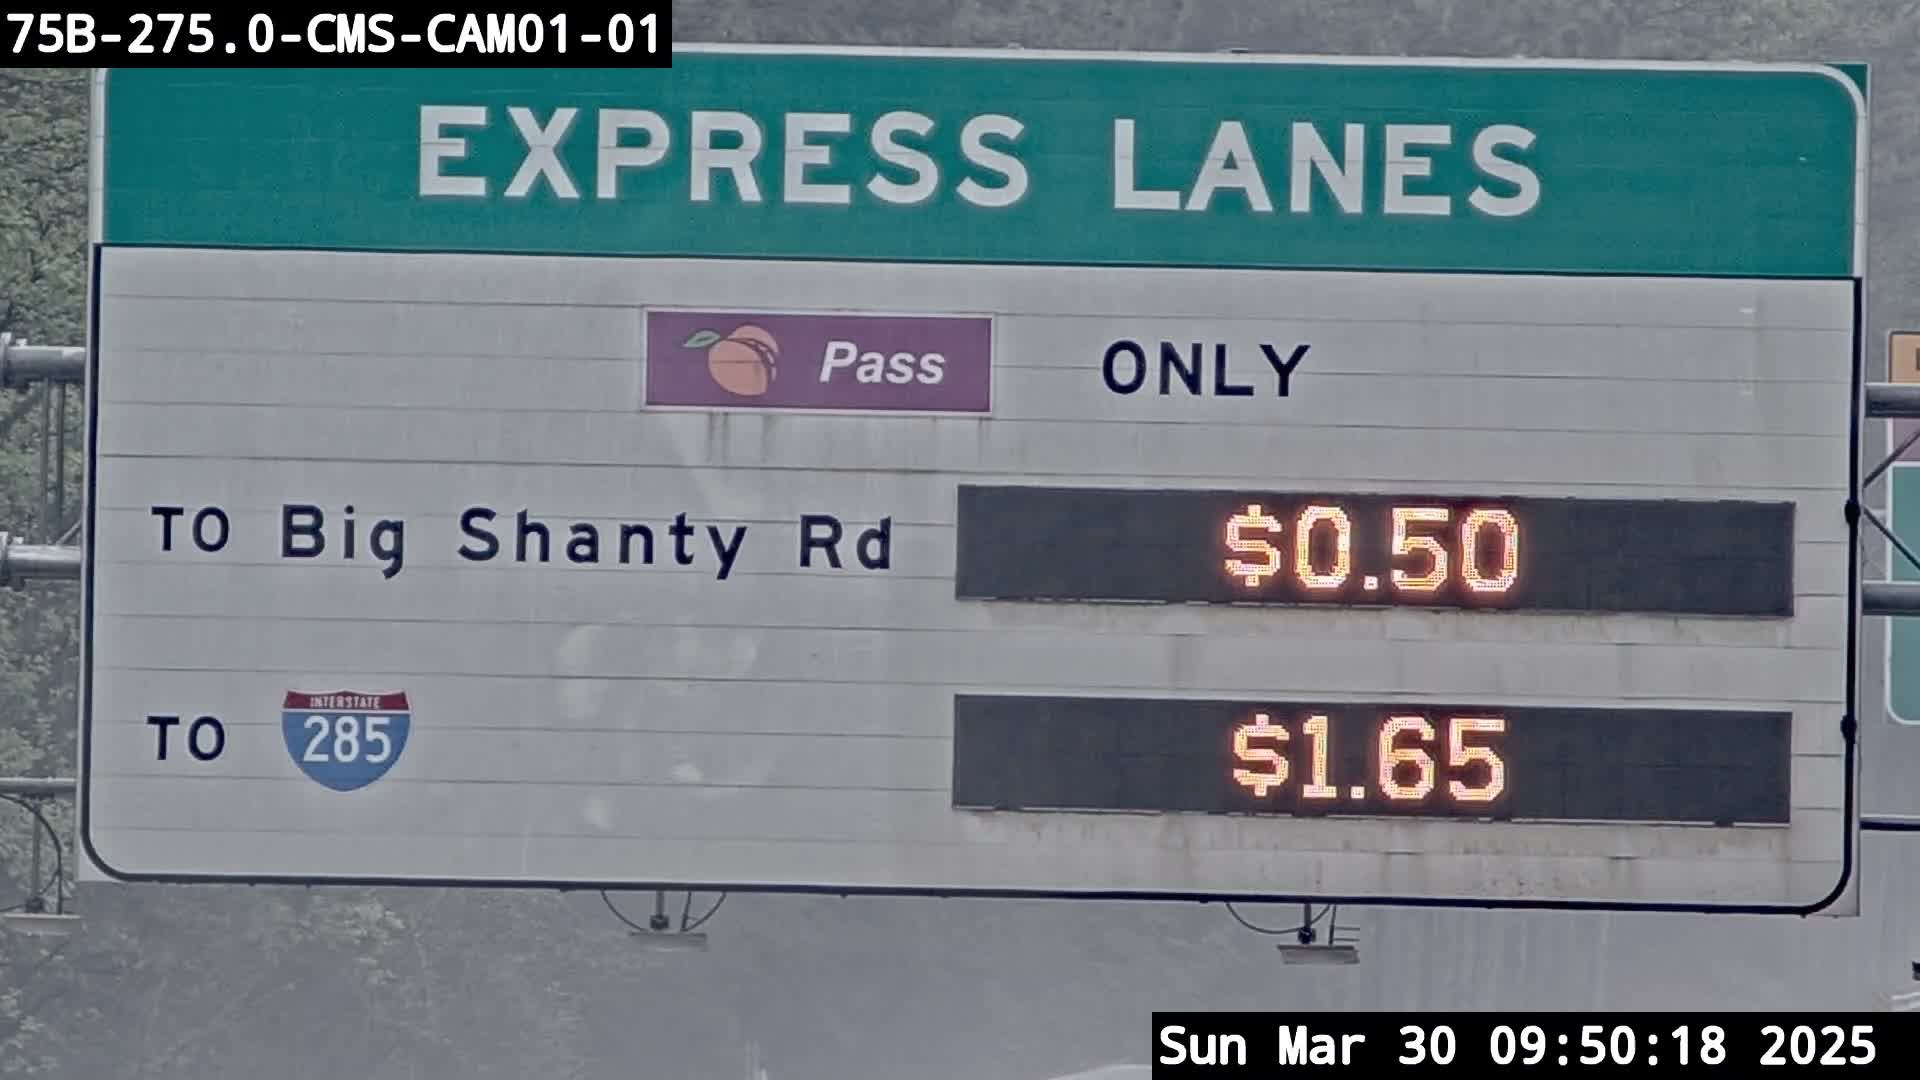 75B-275.0-CMS-CAM01-01
EXPRESS LANES
Pass ONLY
TO Big Shanty Rd $0.50
TO INTERSTATE 285 $1.65
Sun Mar 30 09:50:18 2025